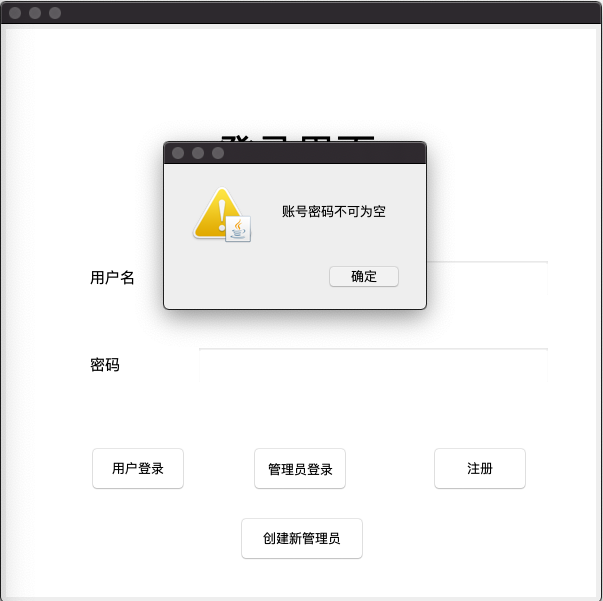 账号密码不可为空
确定
用户名
密码
用户登录
管理员登录
注册
创建新管理员